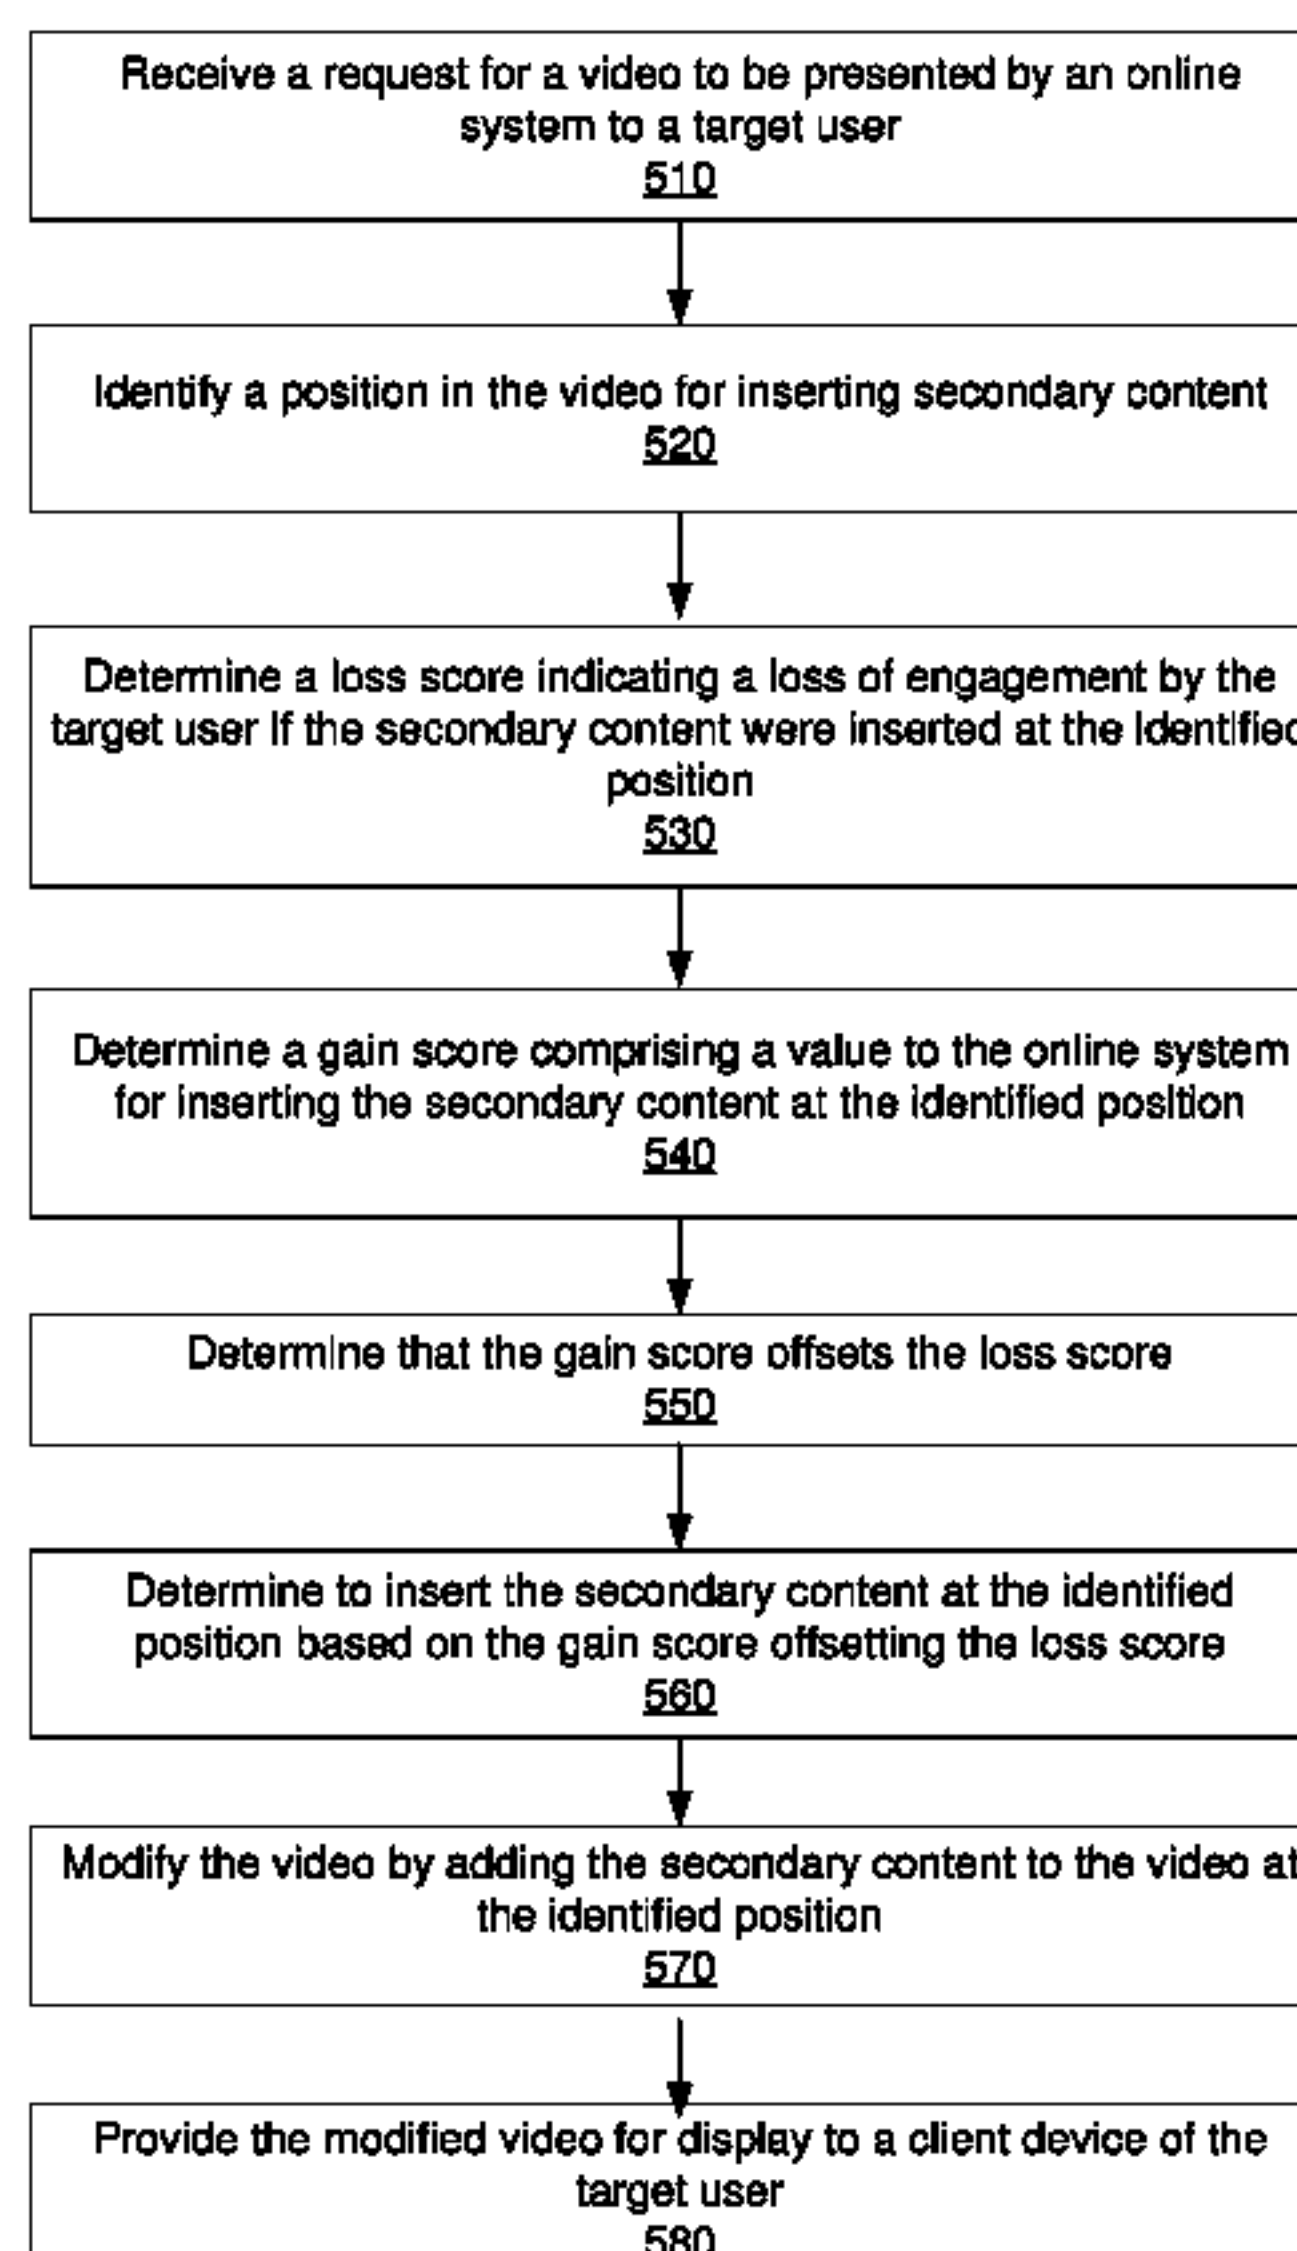 Receive a request for a video to be presented by an online
system to a target user
510
Identify a position in the video for inserting secondary content
520
Determine a loss score indicating a loss of engagement by the
target user if the secondary content were inserted at the identified
position
530
Determine a gain score comprising a value to the online system
for inserting the secondary content at the identified position
540
Determine that the gain score offsets the loss score
550
Determine to insert the secondary content at the identified
position based on the gain score offsetting the loss score
560
Modify the video by adding the secondary content to the video at
the identified position
570
Provide the modified video for display to a client device of the
target user
580